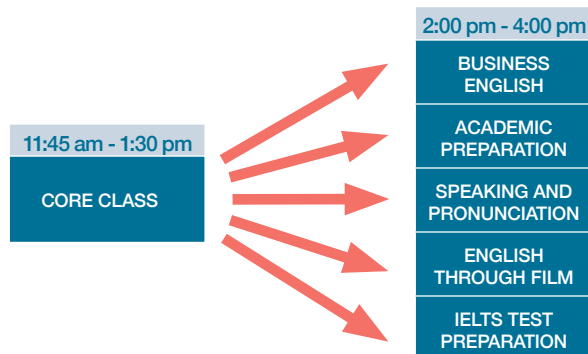 11:45 am - 1:30 pm
CORE CLASS
2:00 pm - 4:00 pm
BUSINESS
ENGLISH
ACADEMIC
PREPARATION
SPEAKING AND
PRONUNCIATION
ENGLISH
THROUGH FILM
IELTS TEST
PREPARATION